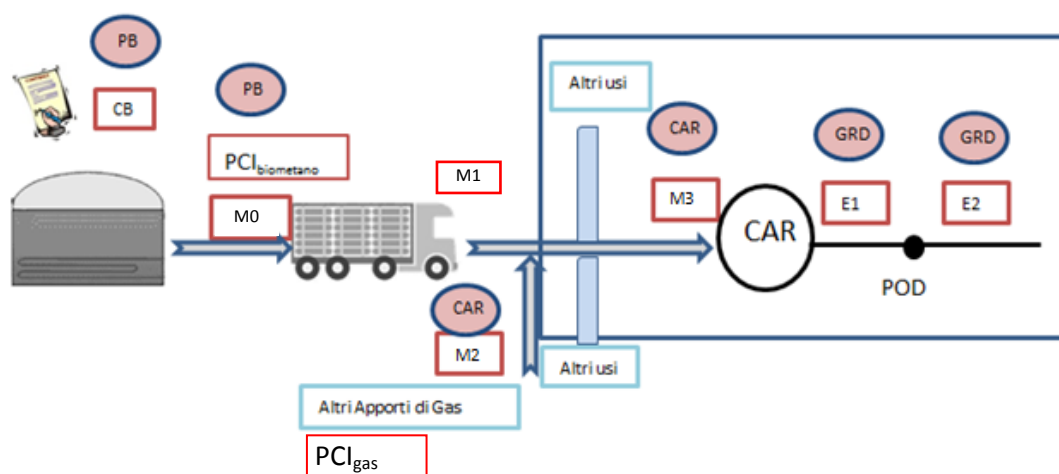 PB
CB
PB
PCIbiometano
M0
M1
CAR
M2
Altri Apporti di Gas
PCIgas
Altri usi
Altri usi
CAR
M3
CAR
GRD
E1
GRD
E2
POD